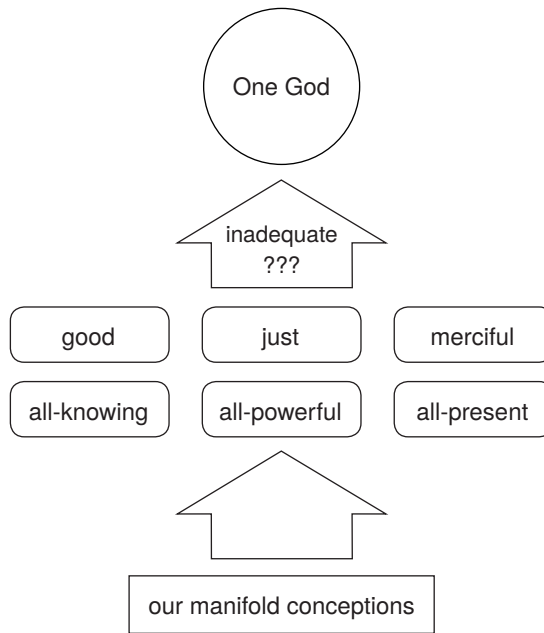 One God
inadequate
???
good just merciful
all-knowing all-powerful all-present
our manifold conceptions